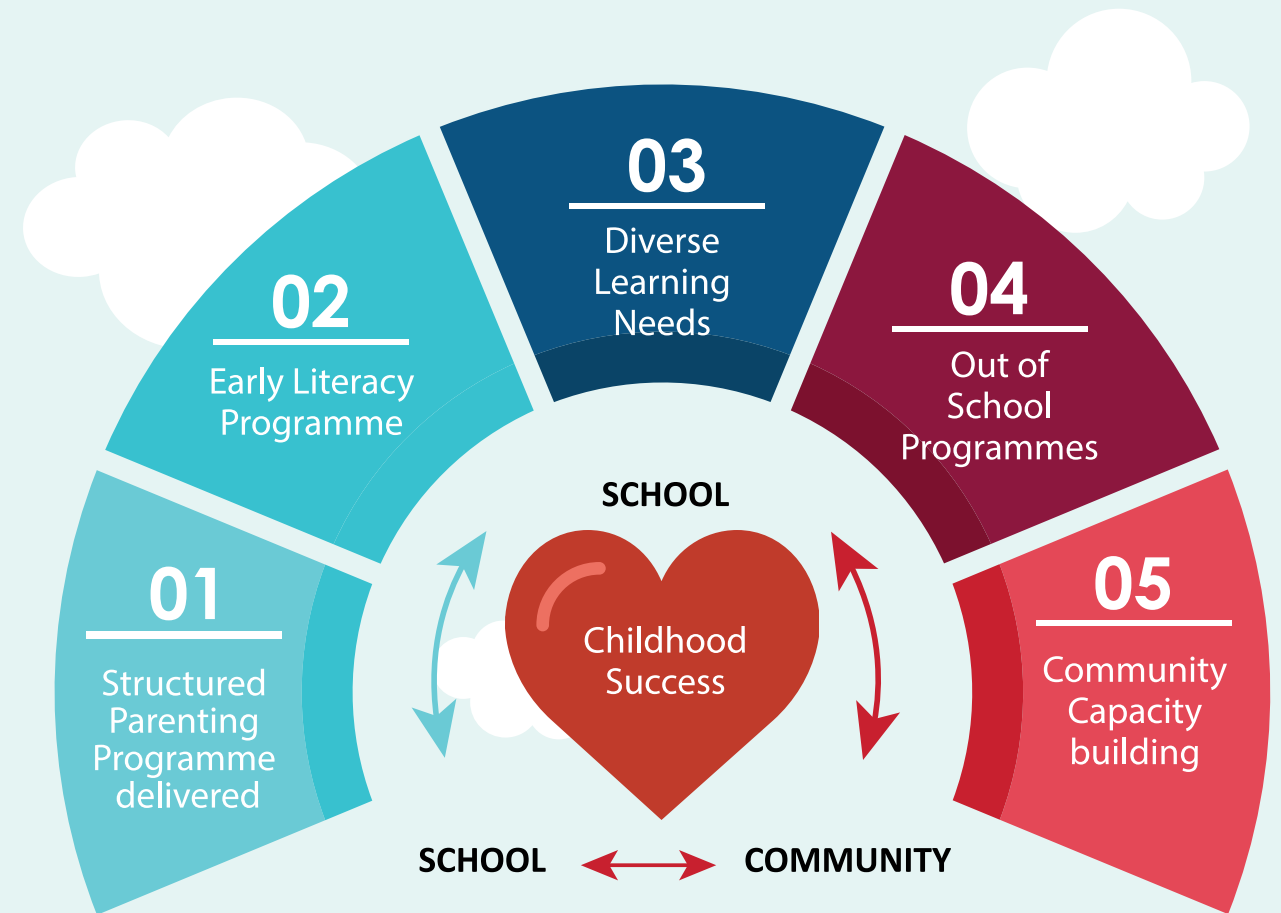 01
Structured
Parenting
Programme
delivered
02
Early Literacy
Programme
03
Diverse
Learning
Needs
04
Out of
School
Programmes
05
Community
Capacity
building
SCHOOL
Childhood
Success
SCHOOL
COMMUNITY